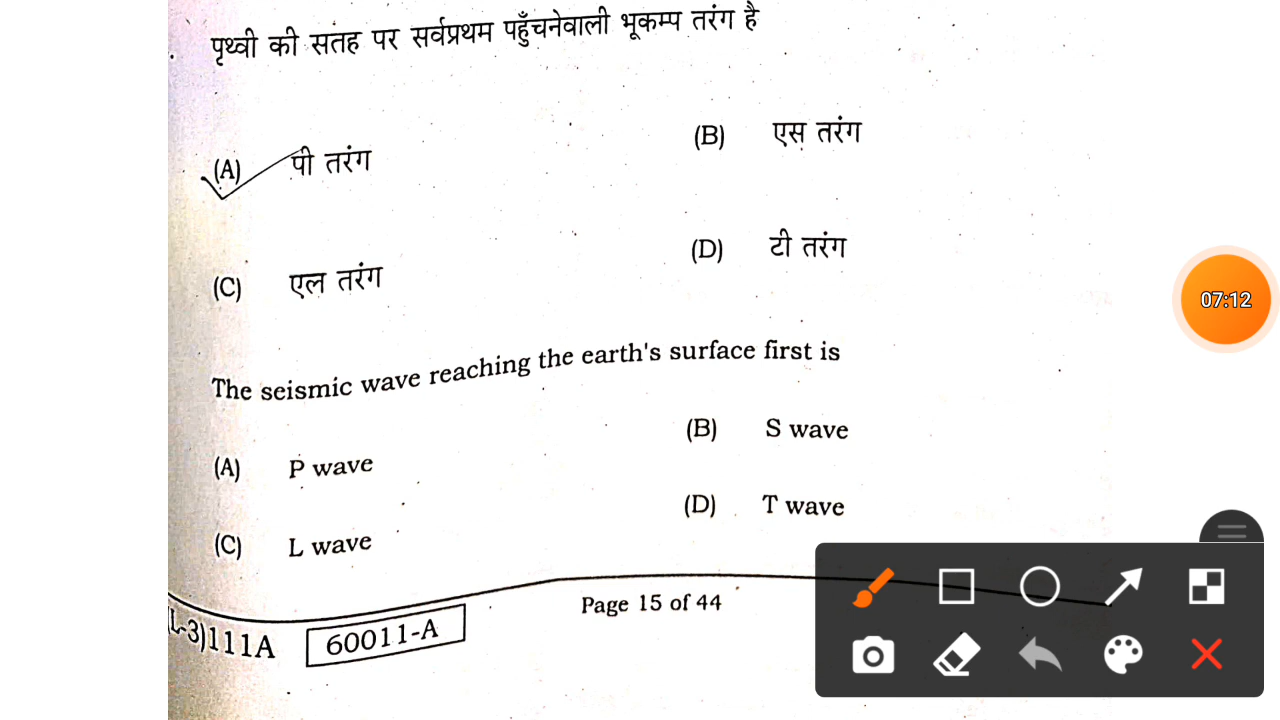 पृथ्वी की सतह पर सर्वप्रथम पहुँचनेवाली भूकम्प तरंग है
(A) पी तरंग
(B) एस तरंग
(C) एल तरंग
(D) टी तरंग
The seismic wave reaching the earth's surface first is
(A) P wave
(B) S wave
(C) L wave
(D) T wave
L-3)111A
60011-A
Page 15 of 44
07:12